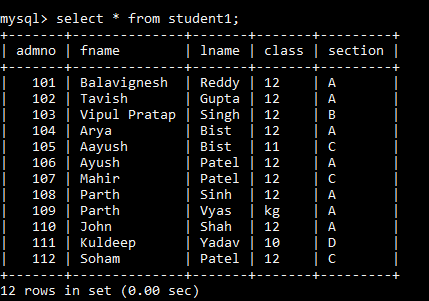 mysql> select * from student1;
+-------+--------------+--------+-------+---------+
| admno | fname        | lname  | class | section |
+-------+--------------+--------+-------+---------+
|   101 | Balavignesh  | Reddy  | 12    | A       |
|   102 | Tavish       | Gupta  | 12    | A       |
|   103 | Vipul Pratap | Singh  | 12    | B       |
|   104 | Arya         | Bist   | 12    | A       |
|   105 | Aayush       | Bist   | 11    | C       |
|   106 | Ayush        | Patel  | 12    | A       |
|   107 | Mahir        | Patel  | 12    | C       |
|   108 | Parth        | Sinh   | 12    | A       |
|   109 | Parth        | Vyas   | kg    | A       |
|   110 | John         | Shah   | 12    | A       |
|   111 | Kuldeep      | Yadav  | 10    | D       |
|   112 | Soham        | Patel  | 12    | C       |
+-------+--------------+--------+-------+---------+
12 rows in set (0.00 sec)